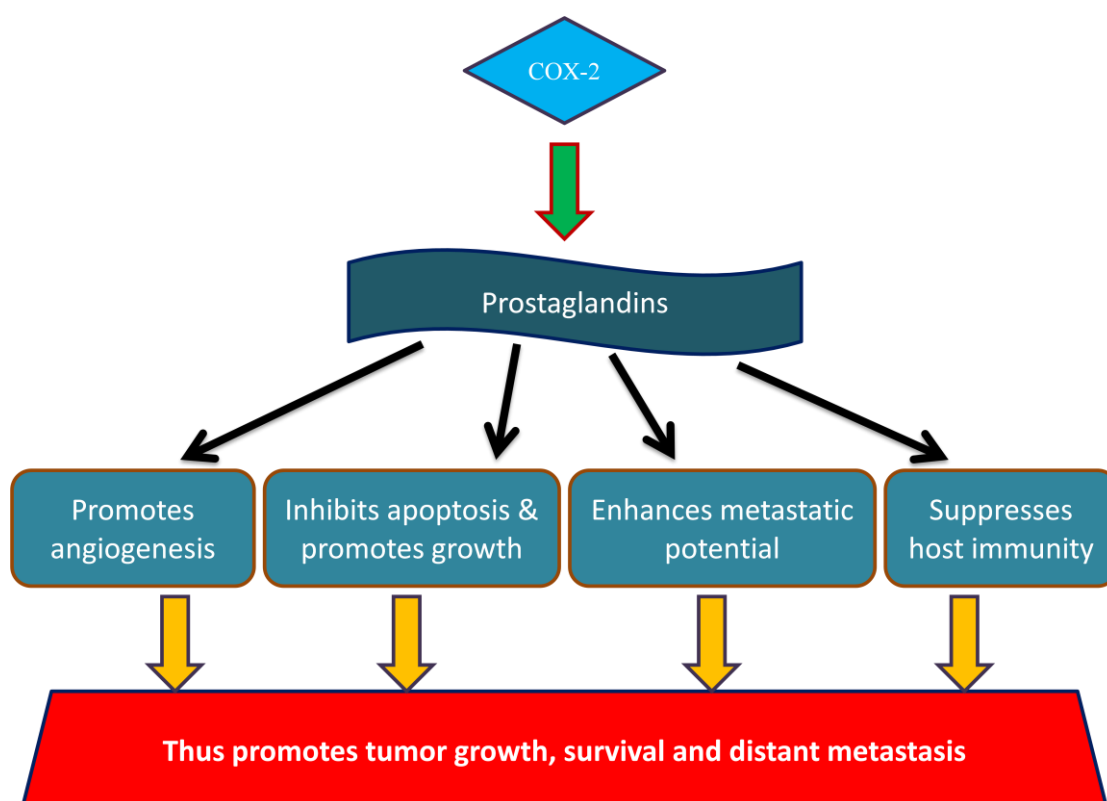 COX-2
Prostaglandins
Promotes
angiogenesis
Inhibits apoptosis &
promotes growth
Enhances metastatic
potential
Suppresses
host immunity
Thus promotes tumor growth, survival and distant metastasis